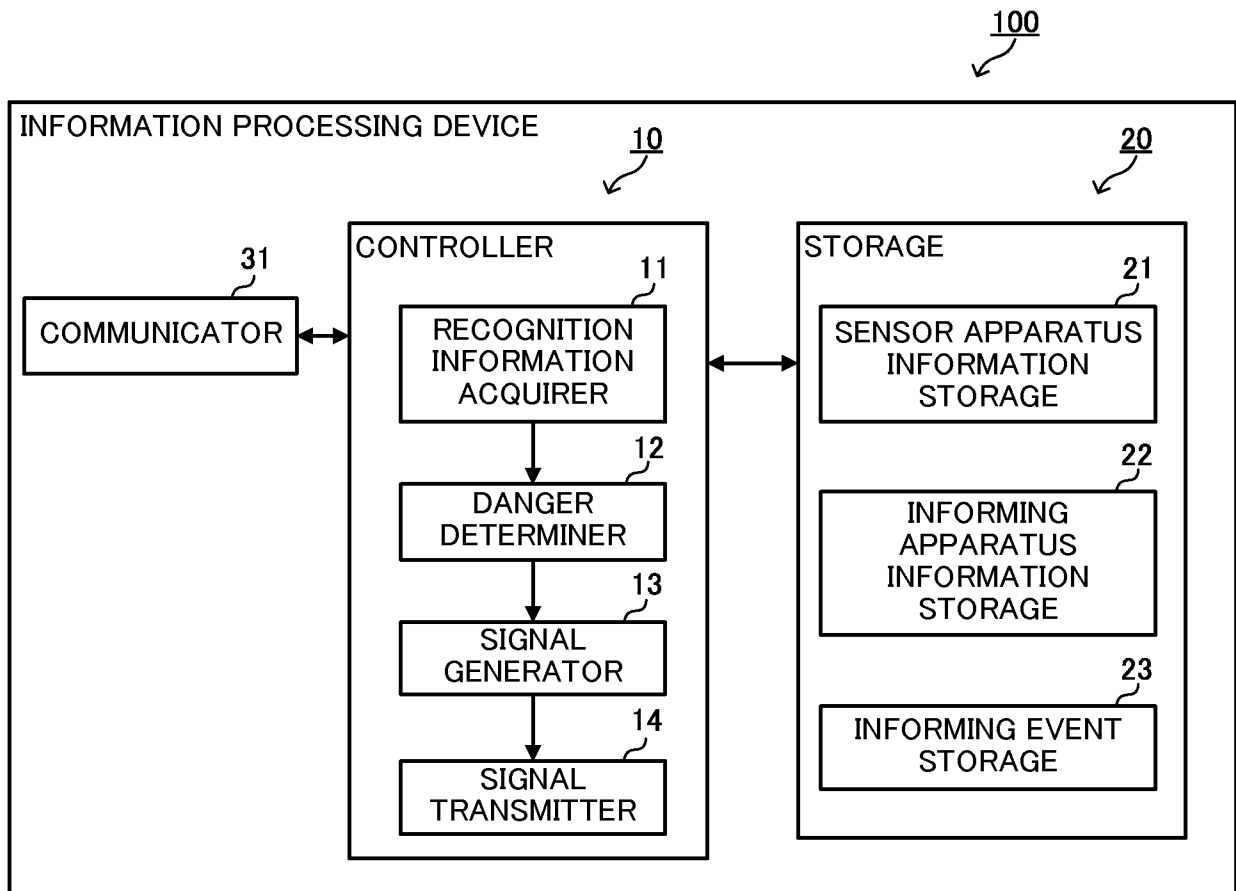 100
INFORMATION PROCESSING DEVICE
10
20
CONTROLLER
STORAGE
31
COMMUNICATOR
11
RECOGNITION
INFORMATION
ACQUIRER
12
DANGER
DETERMINER
13
SIGNAL
GENERATOR
14
SIGNAL
TRANSMITTER
21
SENSOR APPARATUS
INFORMATION
STORAGE
22
INFORMING
APPARATUS
INFORMATION
STORAGE
23
INFORMING EVENT
STORAGE